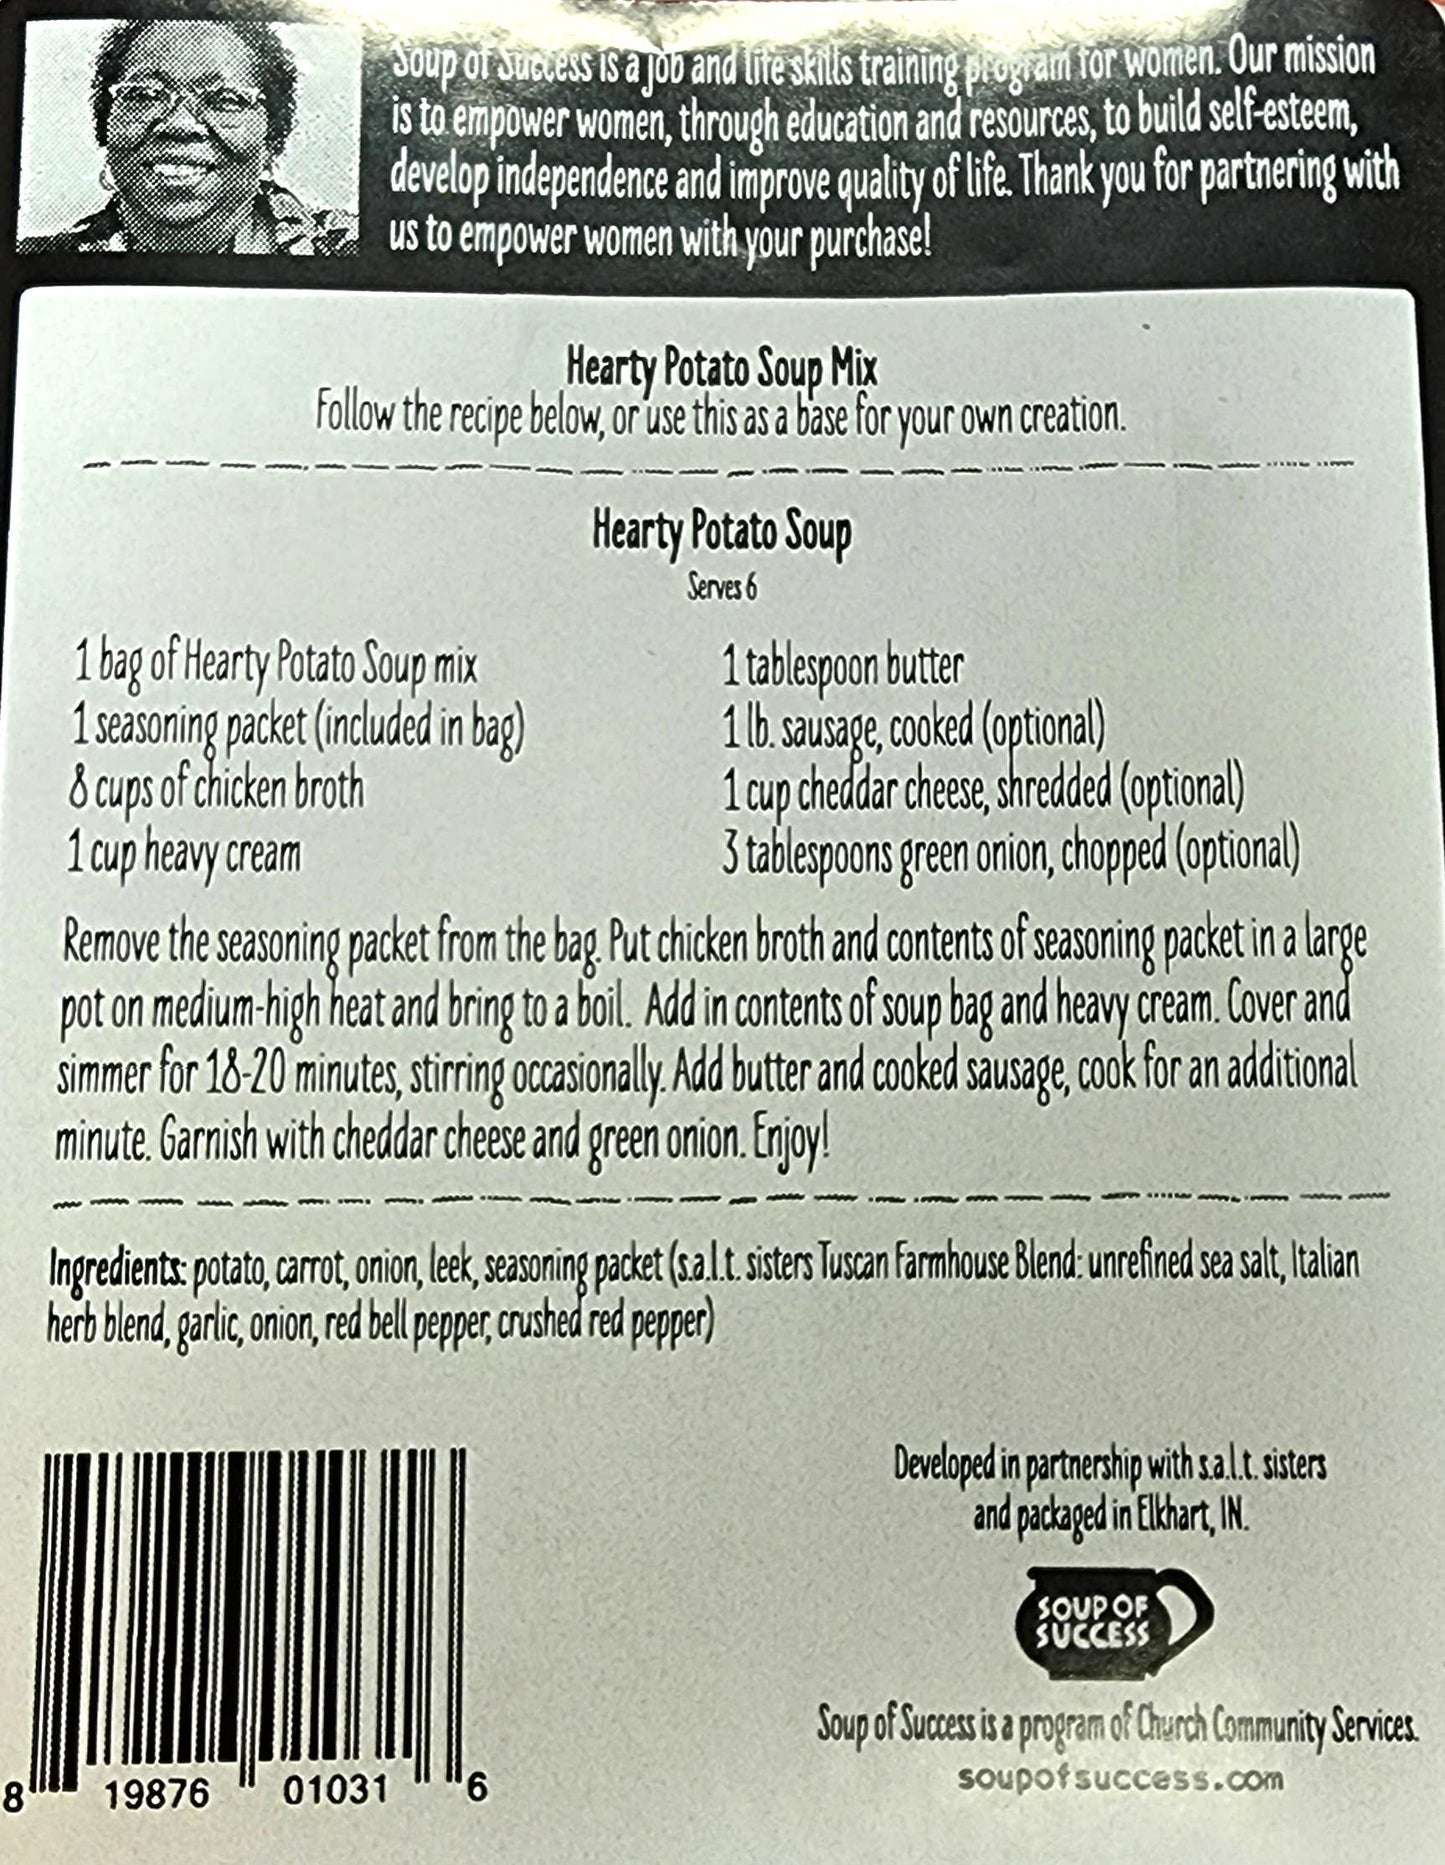 Soup of Success is a job and life skills training program for women. Our mission
is to empower women, through education and resources, to build self-esteem,
develop independence and improve quality of life. Thank you for partnering with
us to empower women with your purchase!
Hearty Potato Soup Mix
Follow the recipe below, or use this as a base for your own creation.
Hearty Potato Soup
Serves 6
1 bag of Hearty Potato Soup mix
1 seasoning packet (included in bag)
8 cups of chicken broth
1 cup heavy cream
1 tablespoon butter
1 lb. sausage, cooked (optional)
1 cup cheddar cheese, shredded (optional)
3 tablespoons green onion, chopped (optional)
Remove the seasoning packet from the bag. Put chicken broth and contents of seasoning packet in a large
pot on medium-high heat and bring to a boil. Add in contents of soup bag and heavy cream. Cover and
simmer for 18-20 minutes, stirring occasionally. Add butter and cooked sausage, cook for an additional
minute. Garnish with cheddar cheese and green onion. Enjoy!
Ingredients: potato, carrot, onion, leek, seasoning packet (s.a.l.t. sisters Tuscan Farmhouse Blend: unrefined sea salt, Italian
herb blend, garlic, onion, red bell pepper, crushed red pepper)
8 19876 01031 6
Developed in partnership with s.a.l.t. sisters
and packaged in Elkhart, IN.
SOUP OF
SUCCESS
Soup of Success is a program of Church Community Services.
soupofsuccess.com